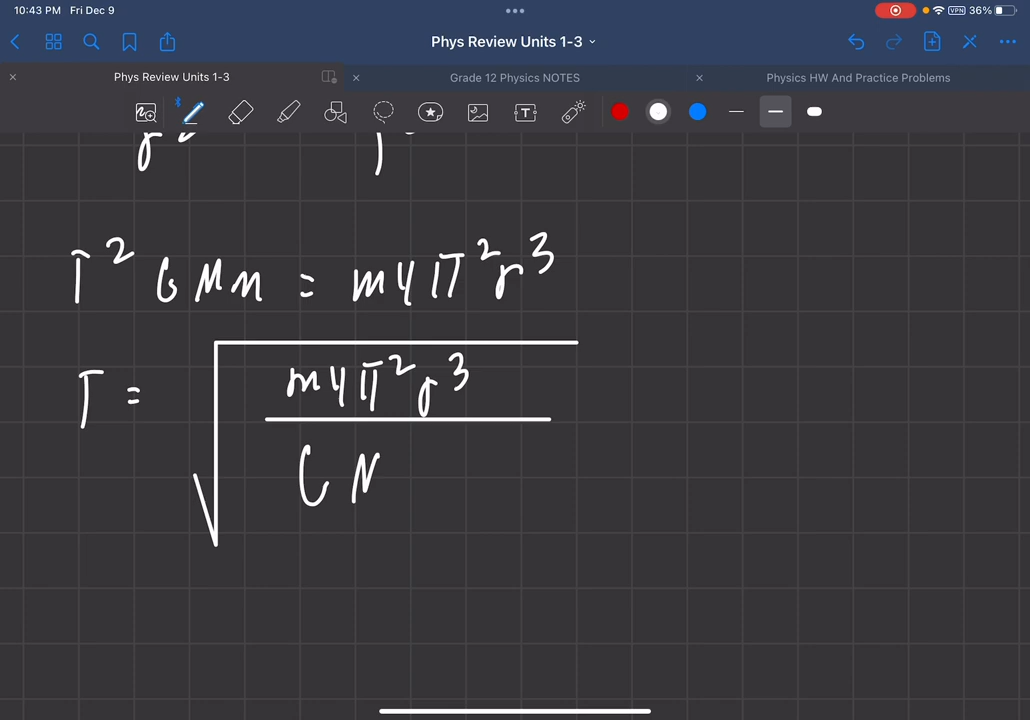 10:43 PM Fri Dec 9 VPN 36%
Phys Review Units 1-3
Phys Review Units 1-3 Grade 12 Physics NOTES Physics HW And Practice Problems
T² GMm = m4π²r³
T = √ m4π²r³